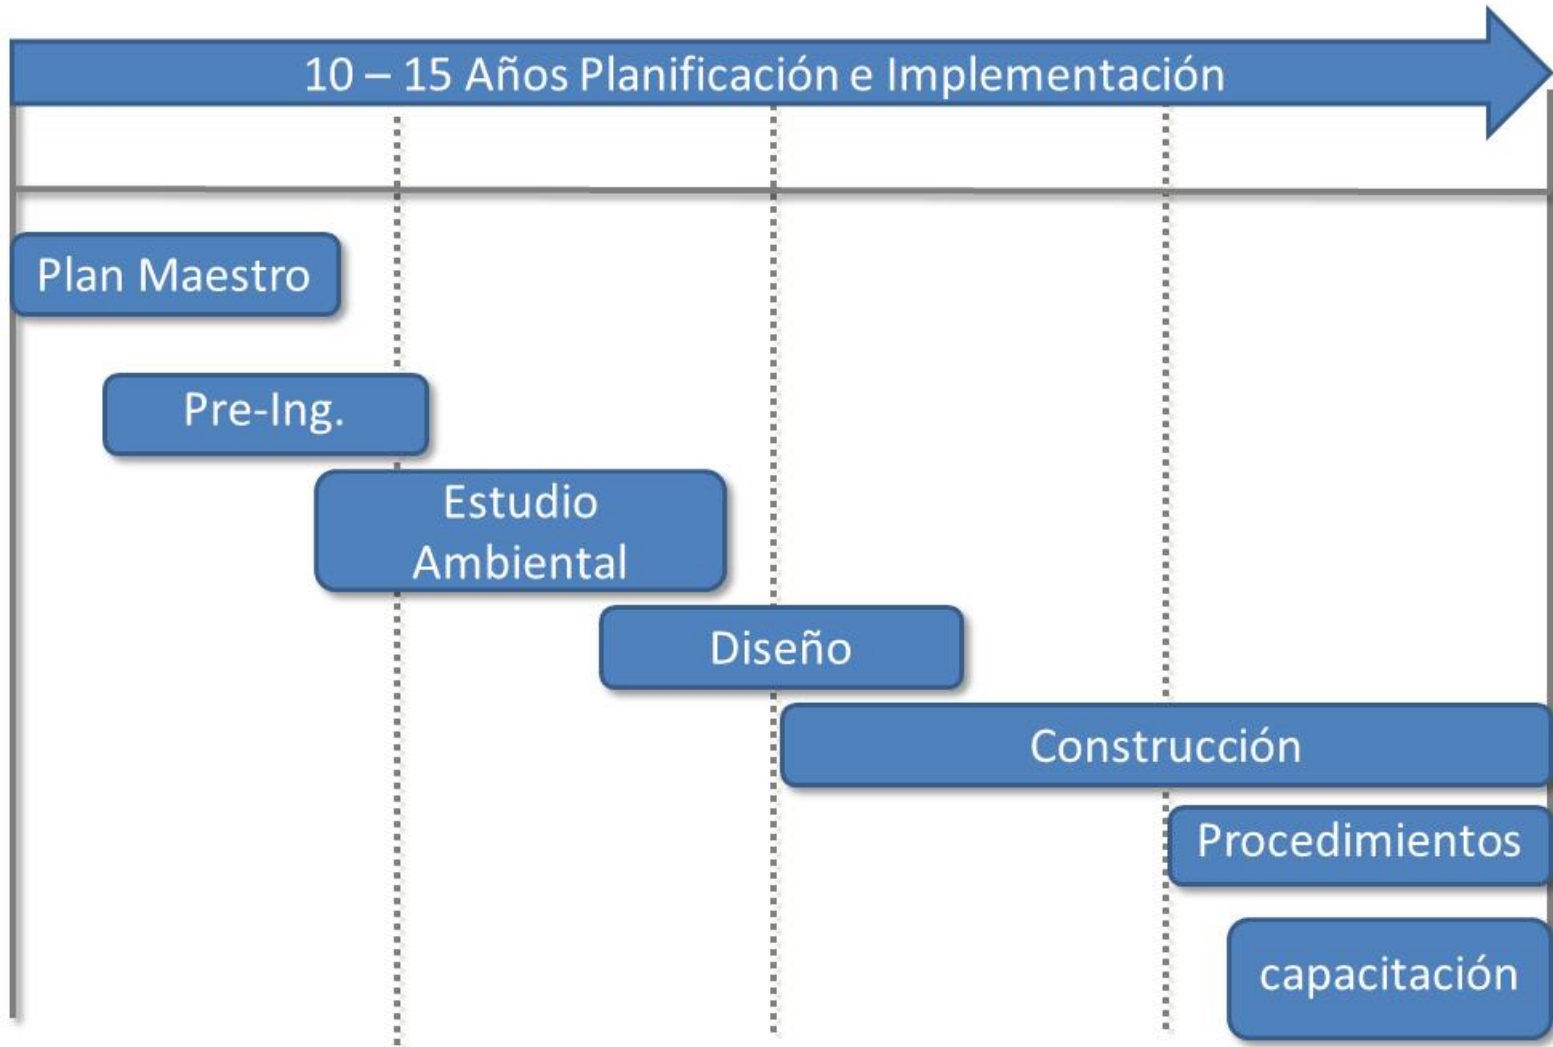 10 – 15 Años Planificación e Implementación
Plan Maestro
Pre-Ing.
Estudio
Ambiental
Diseño
Construcción
Procedimientos
capacitación